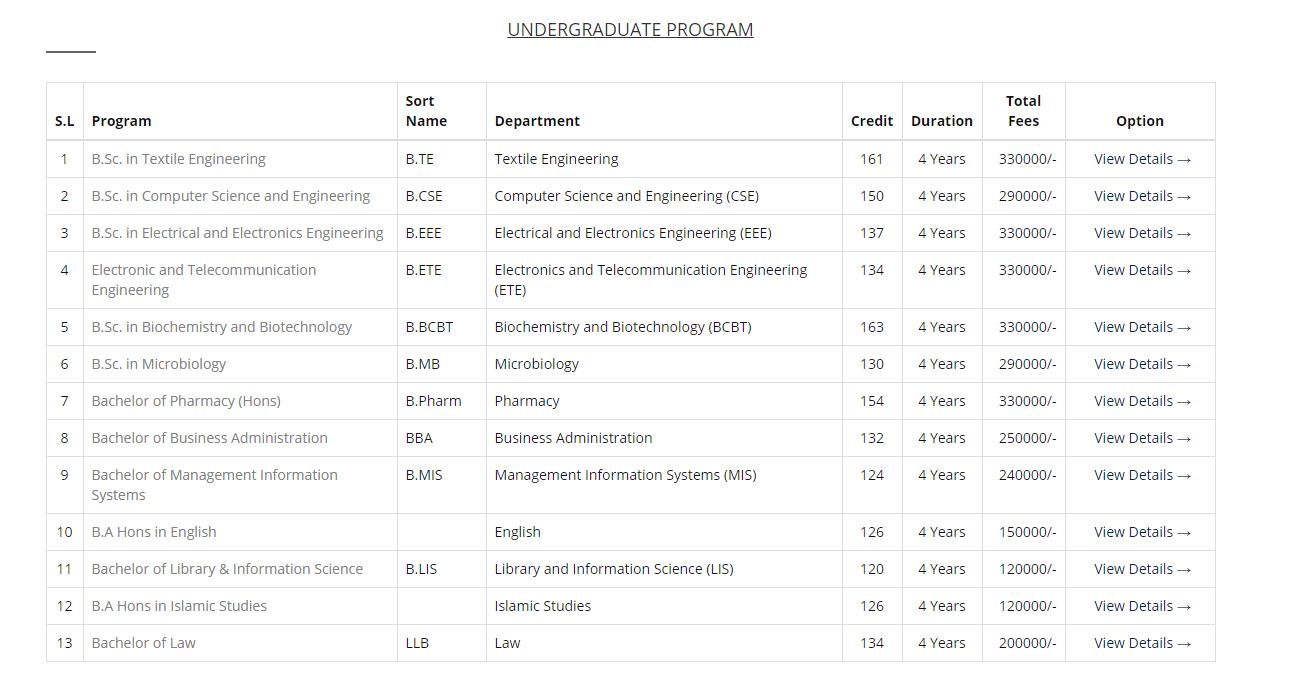 UNDERGRADUATE PROGRAM
S.L Program Sort Name Department Credit Duration Total Fees Option
1 B.Sc. in Textile Engineering B.TE Textile Engineering 161 4 Years 330000/- View Details →
2 B.Sc. in Computer Science and Engineering B.CSE Computer Science and Engineering (CSE) 150 4 Years 290000/- View Details →
3 B.Sc. in Electrical and Electronics Engineering B.EEE Electrical and Electronics Engineering (EEE) 137 4 Years 330000/- View Details →
4 Electronic and Telecommunication Engineering B.ETE Electronics and Telecommunication Engineering (ETE) 134 4 Years 330000/- View Details →
5 B.Sc. in Biochemistry and Biotechnology B.BCBT Biochemistry and Biotechnology (BCBT) 163 4 Years 330000/- View Details →
6 B.Sc. in Microbiology B.MB Microbiology 130 4 Years 290000/- View Details →
7 Bachelor of Pharmacy (Hons) B.Pharm Pharmacy 154 4 Years 330000/- View Details →
8 Bachelor of Business Administration BBA Business Administration 132 4 Years 250000/- View Details →
9 Bachelor of Management Information Systems B.MIS Management Information Systems (MIS) 124 4 Years 240000/- View Details →
10 B.A Hons in English English 126 4 Years 150000/- View Details →
11 Bachelor of Library & Information Science B.LIS Library and Information Science (LIS) 120 4 Years 120000/- View Details →
12 B.A Hons in Islamic Studies Islamic Studies 126 4 Years 120000/- View Details →
13 Bachelor of Law LLB Law 134 4 Years 200000/- View Details →